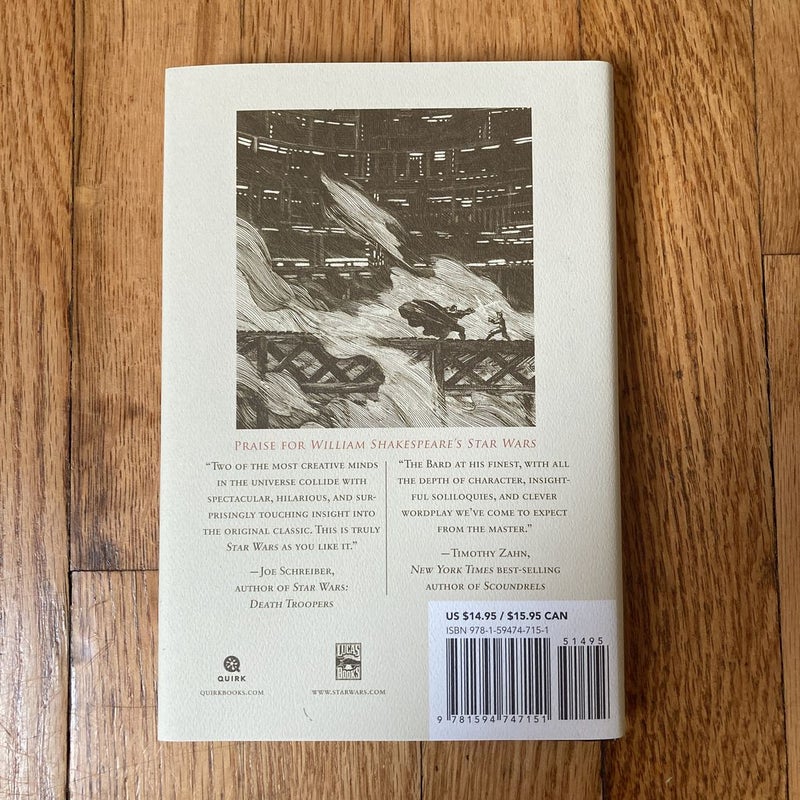 PRAISE FOR WILLIAM SHAKESPEARE'S STAR WARS
“TWO OF THE MOST CREATIVE MINDS
IN THE UNIVERSE COLLIDE WITH
SPECTACULAR, HILARIOUS, AND SUR-
PRISINGLY TOUCHING INSIGHT INTO
THE ORIGINAL CLASSIC. THIS IS TRULY
STAR WARS AS YOU LIKE IT.”
—JOE SCHREIBER,
AUTHOR OF STAR WARS:
DEATH TROOPERS
“THE BARD AT HIS FINEST, WITH ALL
THE DEPTH OF CHARACTER, INSIGHT-
FUL SOLILOQUIES, AND CLEVER
WORDPLAY WE'VE COME TO EXPECT
FROM THE MASTER.”
—TIMOTHY ZAHN,
NEW YORK TIMES BEST-SELLING
AUTHOR OF SCOUNDRELS
QUIRK
QUIRKBOOKS.COM
LUCAS
BOOKS
WWW.STARWARS.COM
US $14.95 / $15.95 CAN
ISBN 978-1-59474-715-1
51495
9 781594 747151